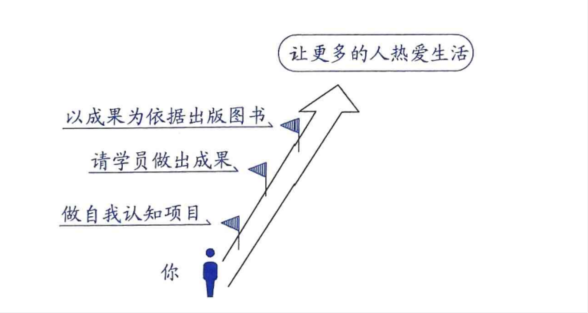 让更多的人热爱生活
以成果为依据出版图书、
请学员做出成果、
做自我认知项目、
你